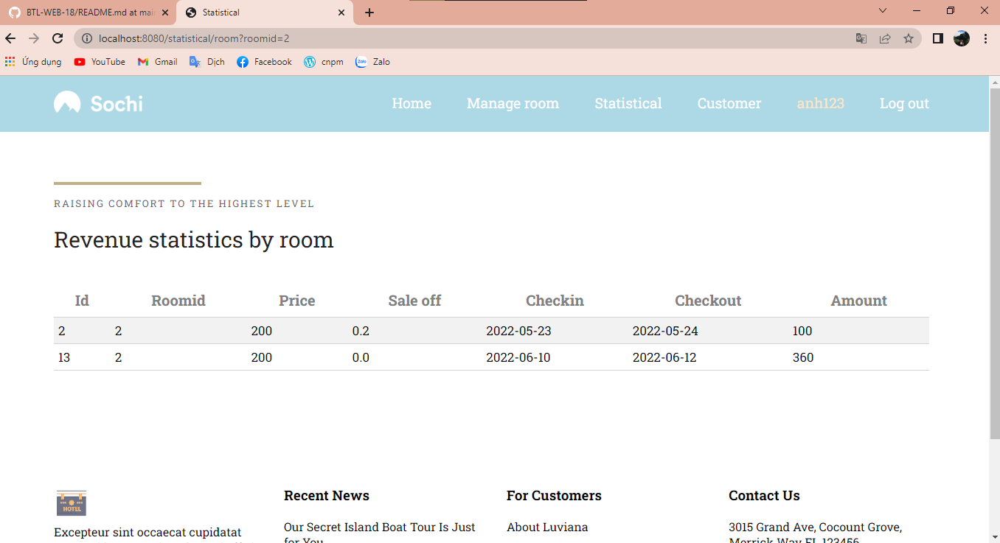 BTL-WEB-18/README.md at mai
Statistical
localhost:8080/statistical/room?roomid=2
Ứng dụng YouTube Gmail Dịch Facebook cnpm Zalo Zalo
Sochi Home Manage room Statistical Customer anh123 Log out
RAISING COMFORT TO THE HIGHEST LEVEL
Revenue statistics by room
Id Roomid Price Sale off Checkin Checkout Amount
2 2 200 0.2 2022-05-23 2022-05-24 100
13 2 200 0.0 2022-06-10 2022-06-12 360
HOTEL
Excepteur sint occaecat cupidatat
Recent News
Our Secret Island Boat Tour Is Just
for You
For Customers
About Luviana
Contact Us
3015 Grand Ave, Cocount Grove,
Merrick Way FL 123456